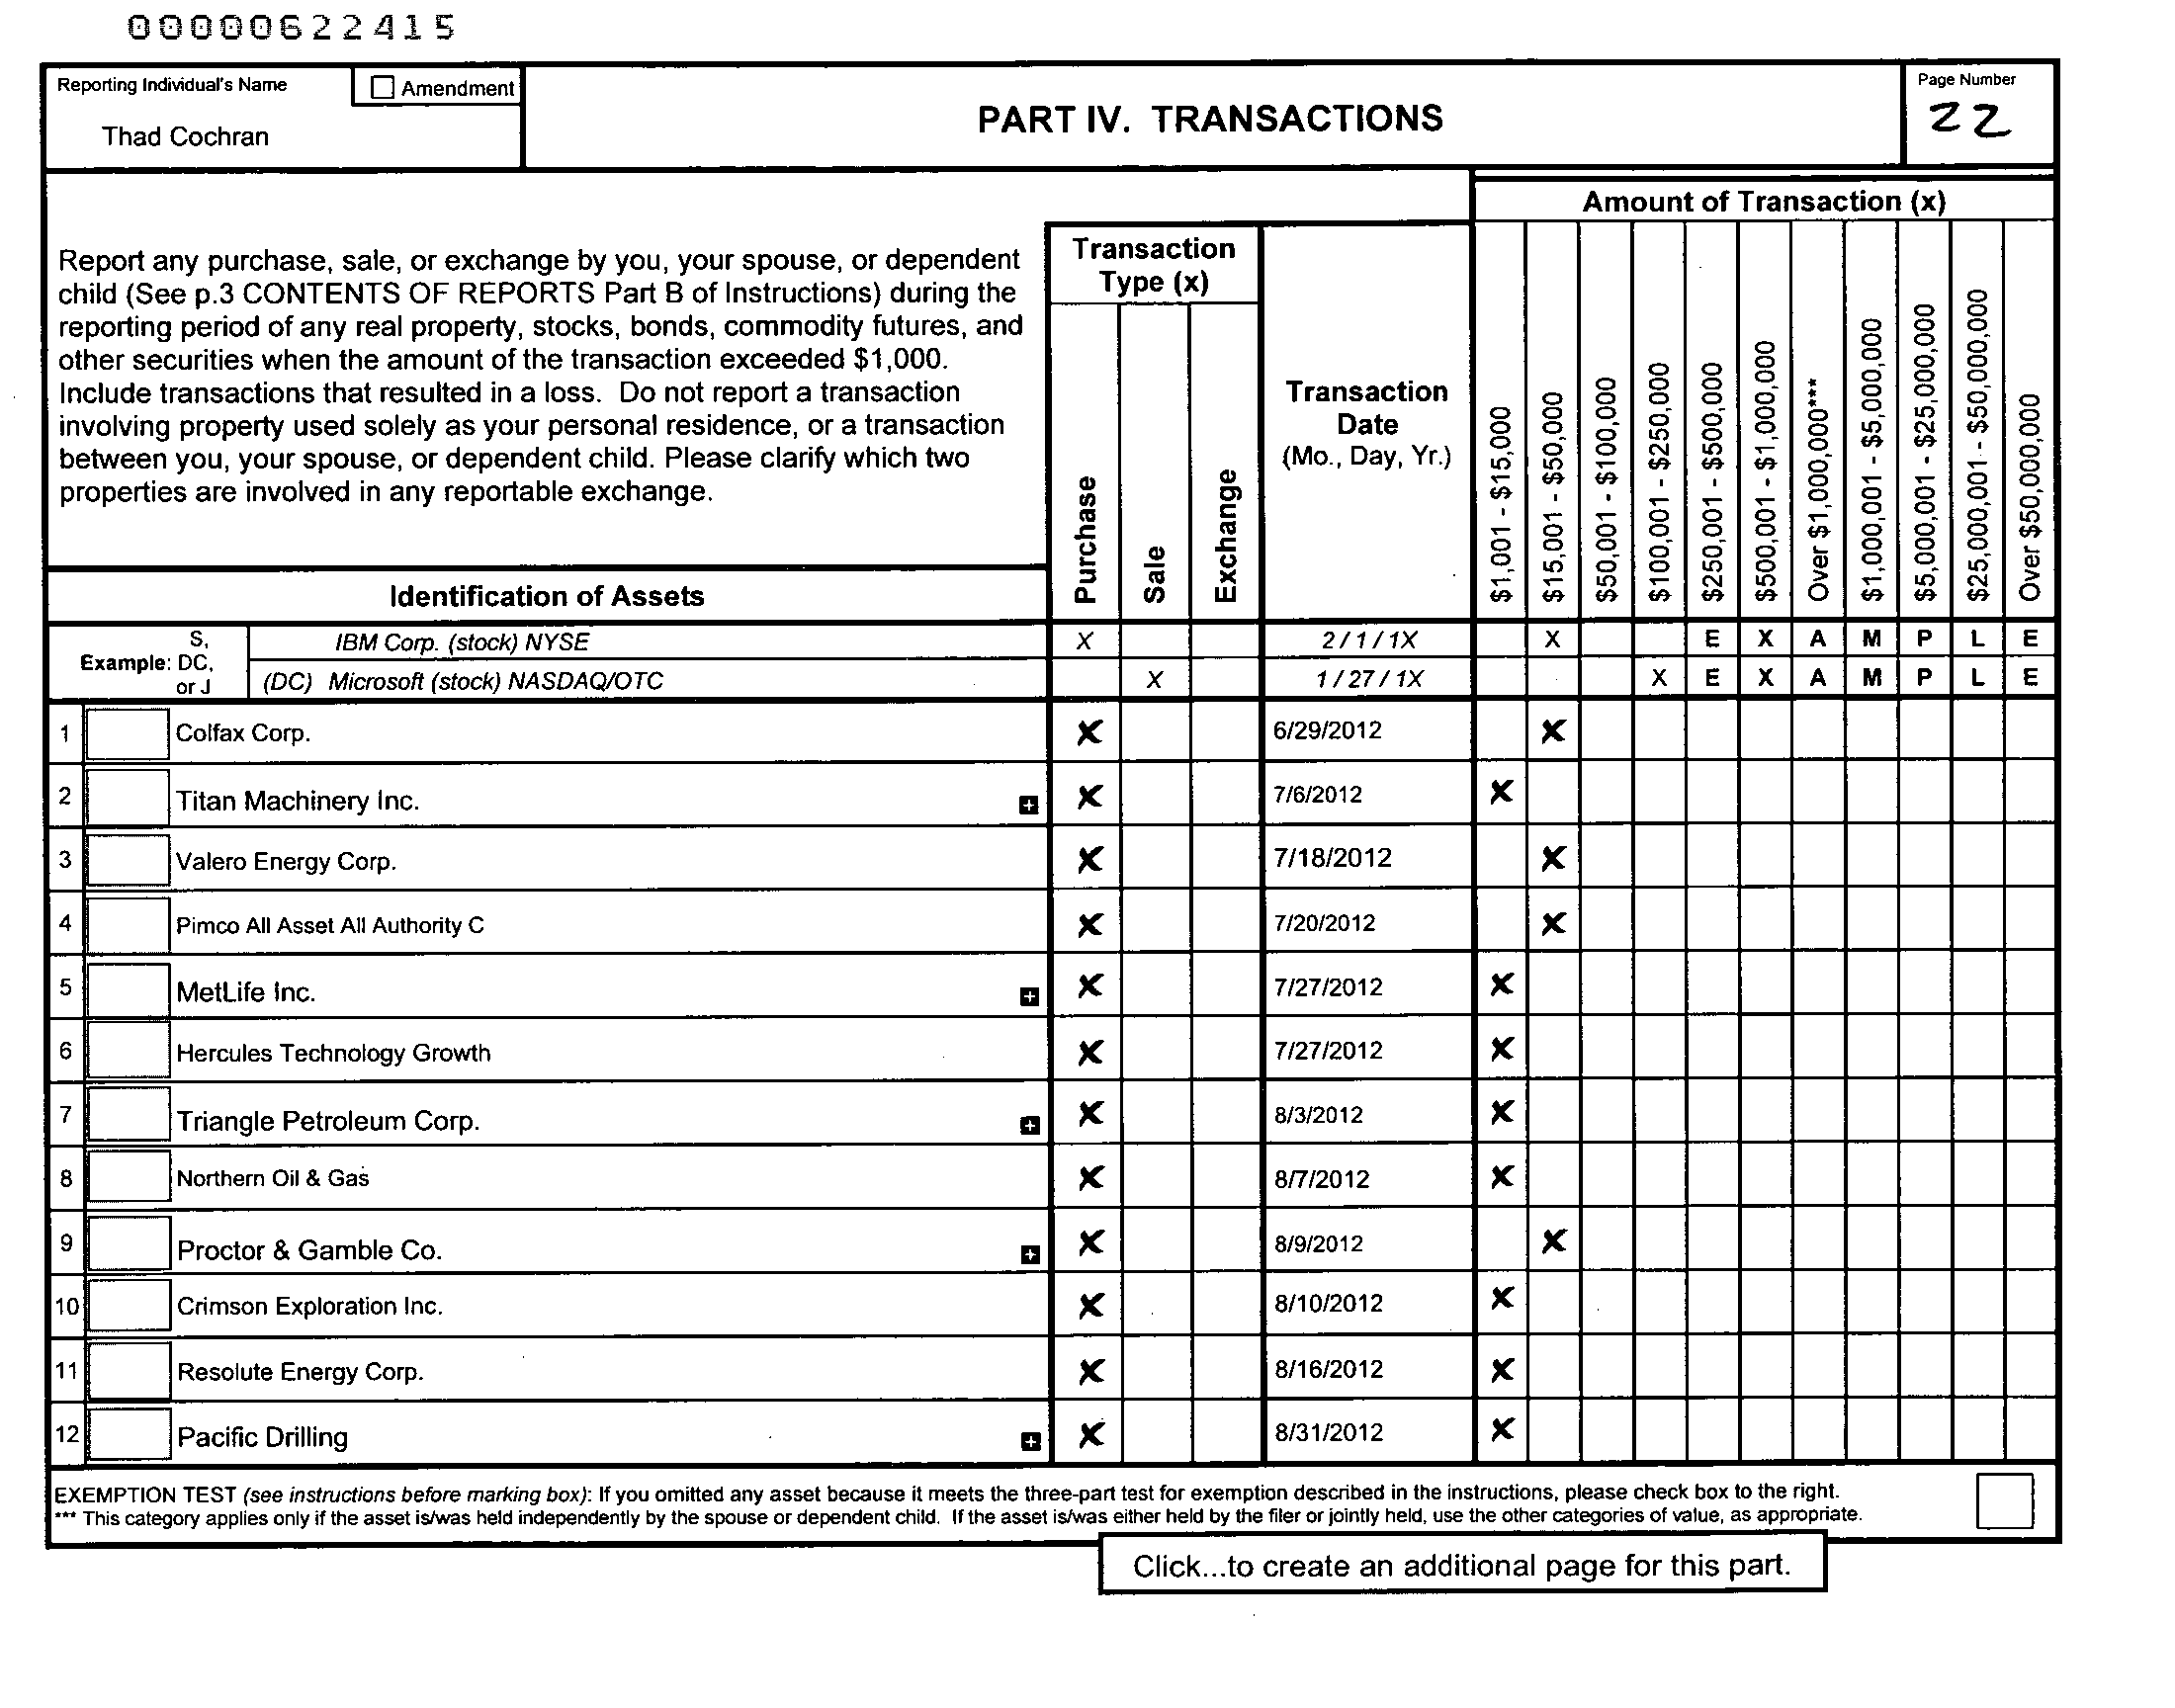 00000622415
Reporting Individual's Name
Amendment
Thad Cochran
PART IV. TRANSACTIONS
Page Number
22
Amount of Transaction (x)
Report any purchase, sale, or exchange by you, your spouse, or dependent
child (See p.3 CONTENTS OF REPORTS Part B of Instructions) during the
reporting period of any real property, stocks, bonds, commodity futures, and
other securities when the amount of the transaction exceeded $1,000.
Include transactions that resulted in a loss. Do not report a transaction
involving property used solely as your personal residence, or a transaction
between you, your spouse, or dependent child. Please clarify which two
properties are involved in any reportable exchange.
Transaction
Type (x)
Purchase
Sale
Exchange
Transaction
Date
(Mo., Day, Yr.)
$1,001 - $15,000
$15,001 - $50,000
$50,001 - $100,000
$100,001 - $250,000
$250,001 - $500,000
$500,001 - $1,000,000
Over $1,000,000***
$1,000,001 - $5,000,000
$5,000,001 - $25,000,000
$25,000,001 - $50,000,000
Over $50,000,000
Identification of Assets
Example:
S,
DC,
or J
IBM Corp. (stock) NYSE X 2 / 1 / 1X X E X A M P L E
(DC) Microsoft (stock) NASDAQ/OTC X 1 / 27 / 1X X E X A M P L E
1 Colfax Corp. X 6/29/2012 X
2 Titan Machinery Inc. + X 7/6/2012 X
3 Valero Energy Corp. X 7/18/2012 X
4 Pimco All Asset All Authority C X 7/20/2012 X
5 MetLife Inc. + X 7/27/2012 X
6 Hercules Technology Growth X 7/27/2012 X
7 Triangle Petroleum Corp. + X 8/3/2012 X
8 Northern Oil & Gas X 8/7/2012 X
9 Proctor & Gamble Co. + X 8/9/2012 X
10 Crimson Exploration Inc. X 8/10/2012 X
11 Resolute Energy Corp. X 8/16/2012 X
12 Pacific Drilling + X 8/31/2012 X
EXEMPTION TEST (see instructions before marking box): If you omitted any asset because it meets the three-part test for exemption described in the instructions, please check box to the right.
*** This category applies only if the asset is/was held independently by the spouse or dependent child. If the asset is/was either held by the filer or jointly held, use the other categories of value, as appropriate.
Click...to create an additional page for this part.